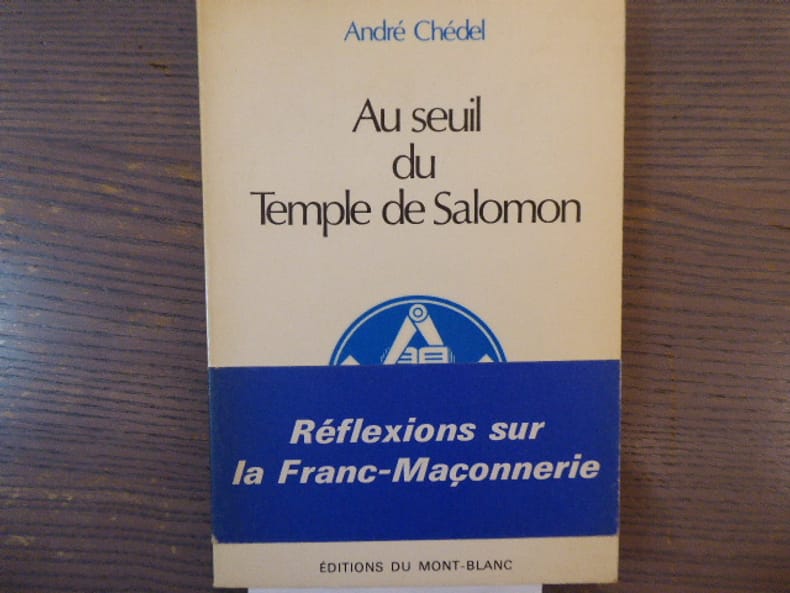 André Chédel
Au seuil
du
Temple de Salomon
Réflexions sur
la Franc-Maçonnerie
ÉDITIONS DU MONT-BLANC